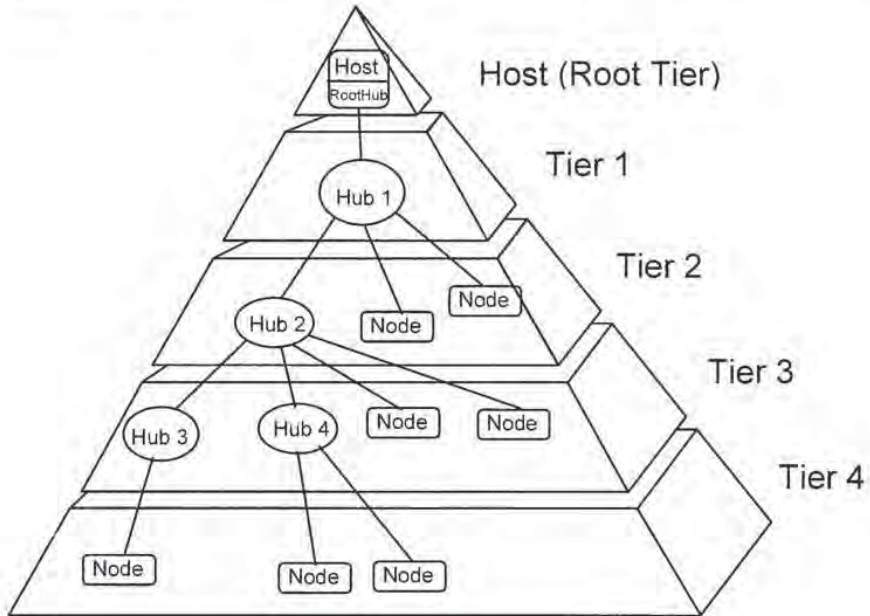 Host
RootHub
Host (Root Tier)
Hub 1
Tier 1
Hub 2
Node
Node
Tier 2
Hub 3
Hub 4
Node
Node
Tier 3
Node
Node
Node
Tier 4